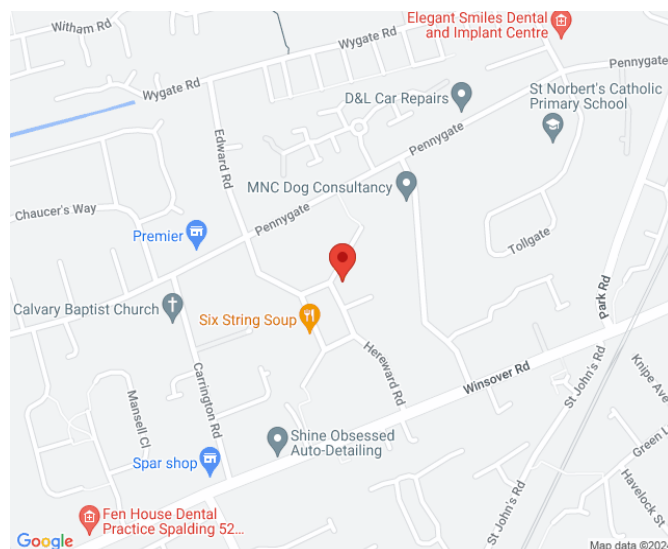 Witham Rd
Elegant Smiles Dental
and Implant Centre
Wygate Rd
Wygate Rd
Pennygate
D&L Car Repairs
St Norbert's Catholic
Primary School
Edward Rd
Pennygate
MNC Dog Consultancy
Chaucer's Way
Pennygate
Premier
Tollgate
Park Rd
Calvary Baptist Church
Six String Soup
Hereward Rd
Winsover Rd
St John's Rd
Knipe Ave
Carrington Rd
Mansell Cl
Shine Obsessed
Auto-Detailing
Green L
Spar shop
Havelock St
Fen House Dental
Practice Spalding 52...
St John's Rd
Google
Map data ©202